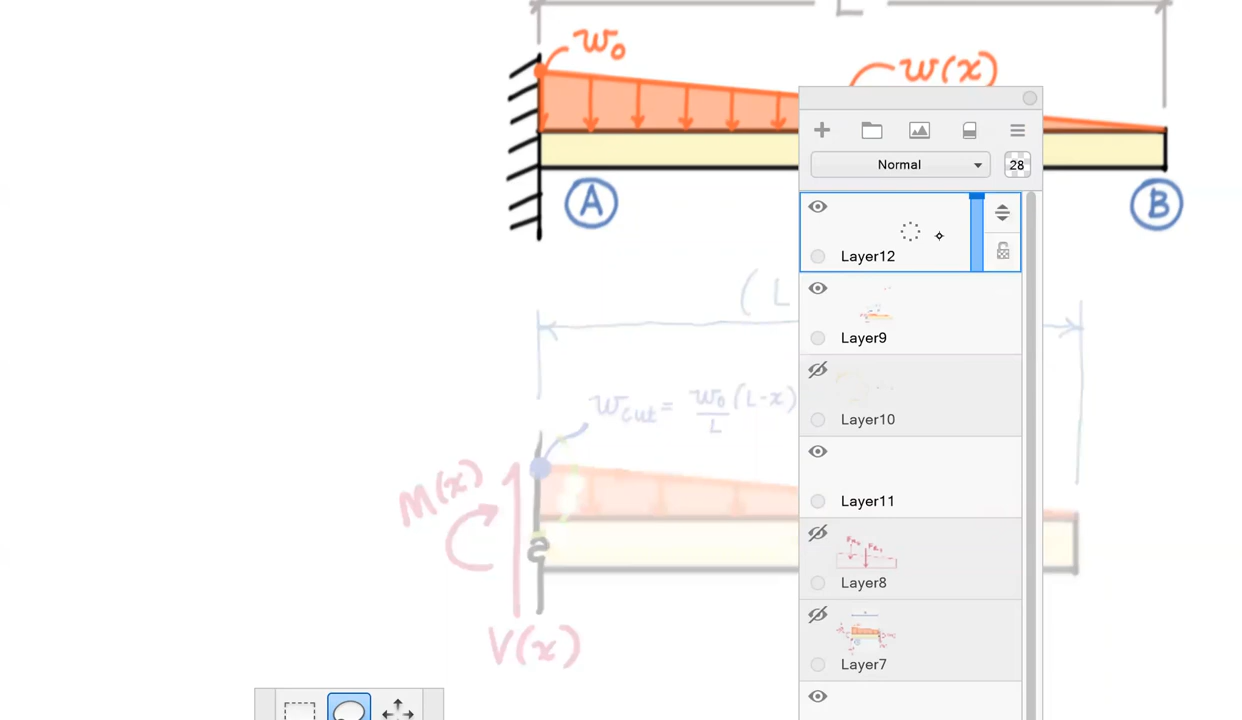 L
w₀
w(x)
Normal
28
A
B
Layer12
(L
Layer9
w_cut = w₀/L (L-x)
Layer10
M(x)
Layer11
Layer8
V(x)
Layer7